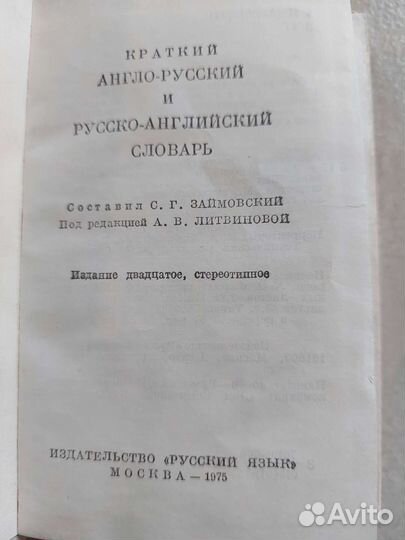 КРАТКИЙ
АНГЛО-РУССКИЙ
И
РУССКО-АНГЛИЙСКИЙ
СЛОВАРЬ
Составил С. Г. ЗАЙМОВСКИЙ
Под редакцией А. В. ЛИТВИНОВОЙ
Издание двадцатое, стереотипное
ИЗДАТЕЛЬСТВО «РУССКИЙ ЯЗЫК»
МОСКВА — 1975
Avito